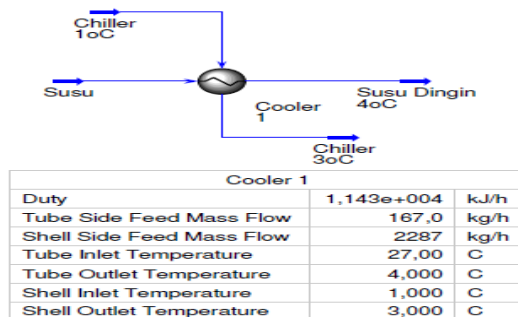 Chiller
1oC
Susu
Susu Dingin
4oC
Cooler
1
Chiller
3oC
Cooler 1
Duty 1,143e+004 kJ/h
Tube Side Feed Mass Flow 167,0 kg/h
Shell Side Feed Mass Flow 2287 kg/h
Tube Inlet Temperature 27,00 C
Tube Outlet Temperature 4,000 C
Shell Inlet Temperature 1,000 C
Shell Outlet Temperature 3,000 C